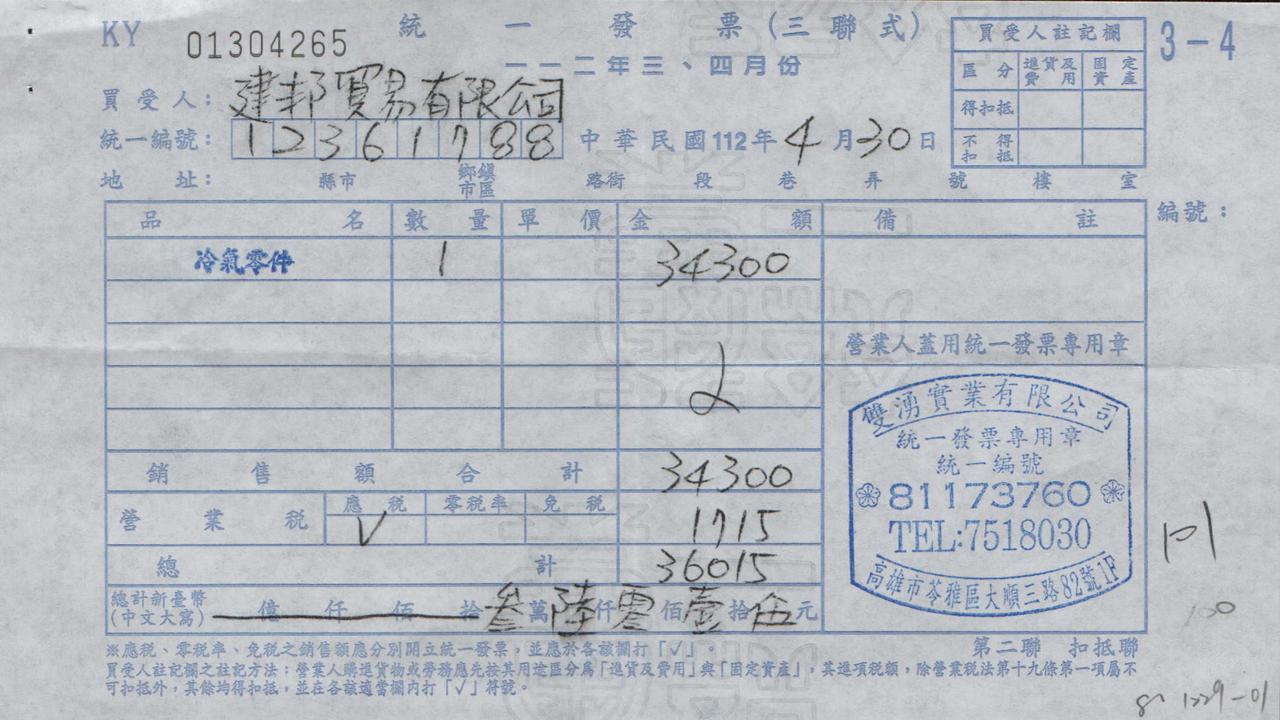 KY 01304265 統一發票(三聯式)
一一二年三、四月份
買受人註記欄 3-4
區分 進貨及費用 固定資產
得扣抵
不得扣抵
買受人: 建邦貿易有限公司
統一編號: 12361788 中華民國112年4月30日
地址: 縣市 鄉鎮市區 路街 段 巷 弄 號 樓 室
品名 數量 單價 金額 備註 編號:
冷氣零件 1 34300
營業人蓋用統一發票專用章
雙湧實業有限公司
統一發票專用章
統一編號
81173760
TEL:7518030
高雄市苓雅區大順三路82號1F
銷售額合計 34300
營業稅 應稅 零稅率 免稅
V 1715
總計 36015
總計新臺幣(中文大寫) 億仟佰拾叁萬陸仟零佰壹拾伍元
※應稅、零稅率、免稅之銷售額應分別開立統一發票,並應於各該欄打「√」。
第二聯 扣抵聯
買受人註記欄之註記方法:營業人購進貨物或勞務應先按其用途區分為「進貨及費用」與「固定資產」,其進項稅額,除營業稅法第十九條第一項屬不
可扣抵外,其餘均得扣抵,並在各該適當欄內打「√」符號。
1229-01